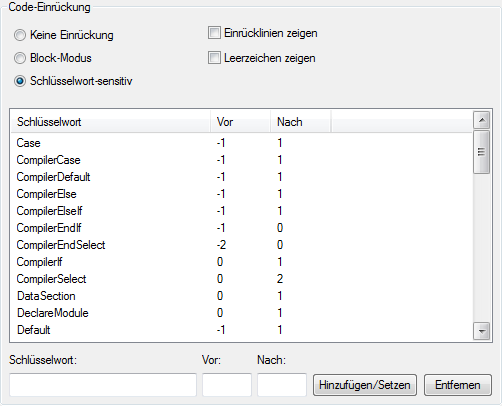 Code-Einrückung
Keine Einrückung
Einrücklinien zeigen
Block-Modus
Leerzeichen zeigen
Schlüsselwort-sensitiv
Schlüsselwort Vor Nach
Case -1 1
CompilerCase -1 1
CompilerDefault -1 1
CompilerElse -1 1
CompilerElseIf -1 1
CompilerEndIf -1 0
CompilerEndSelect -2 0
CompilerIf 0 1
CompilerSelect 0 2
DataSection 0 1
DeclareModule 0 1
Default -1 1
Schlüsselwort: Vor: Nach:
Hinzufügen/Setzen Entfernen